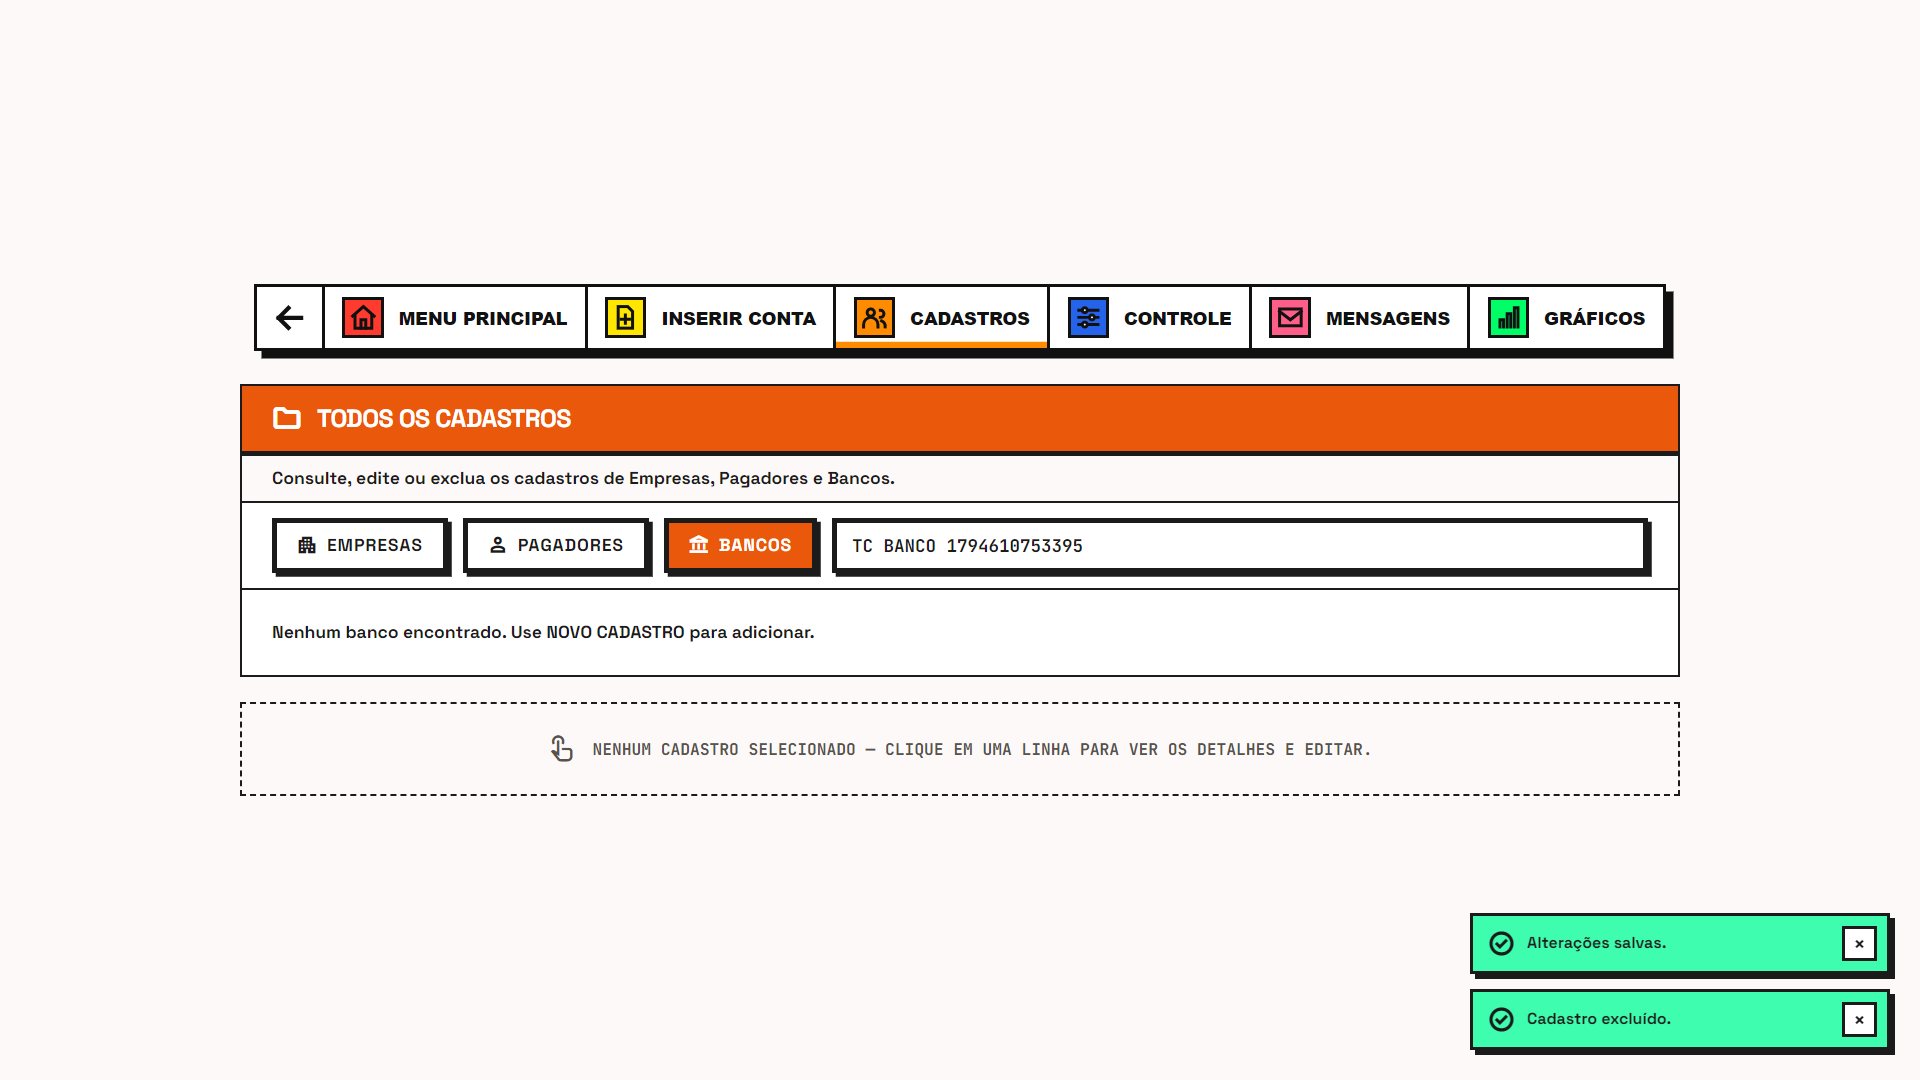 MENU PRINCIPAL
INSERIR CONTA
CADASTROS
CONTROLE
MENSAGENS
GRÁFICOS
TODOS OS CADASTROS
Consulte, edite ou exclua os cadastros de Empresas, Pagadores e Bancos.
EMPRESAS
PAGADORES
BANCOS
TC BANCO 1794610753395
Nenhum banco encontrado. Use NOVO CADASTRO para adicionar.
NENHUM CADASTRO SELECIONADO — CLIQUE EM UMA LINHA PARA VER OS DETALHES E EDITAR.
Alterações salvas.
×
Cadastro excluído.
×